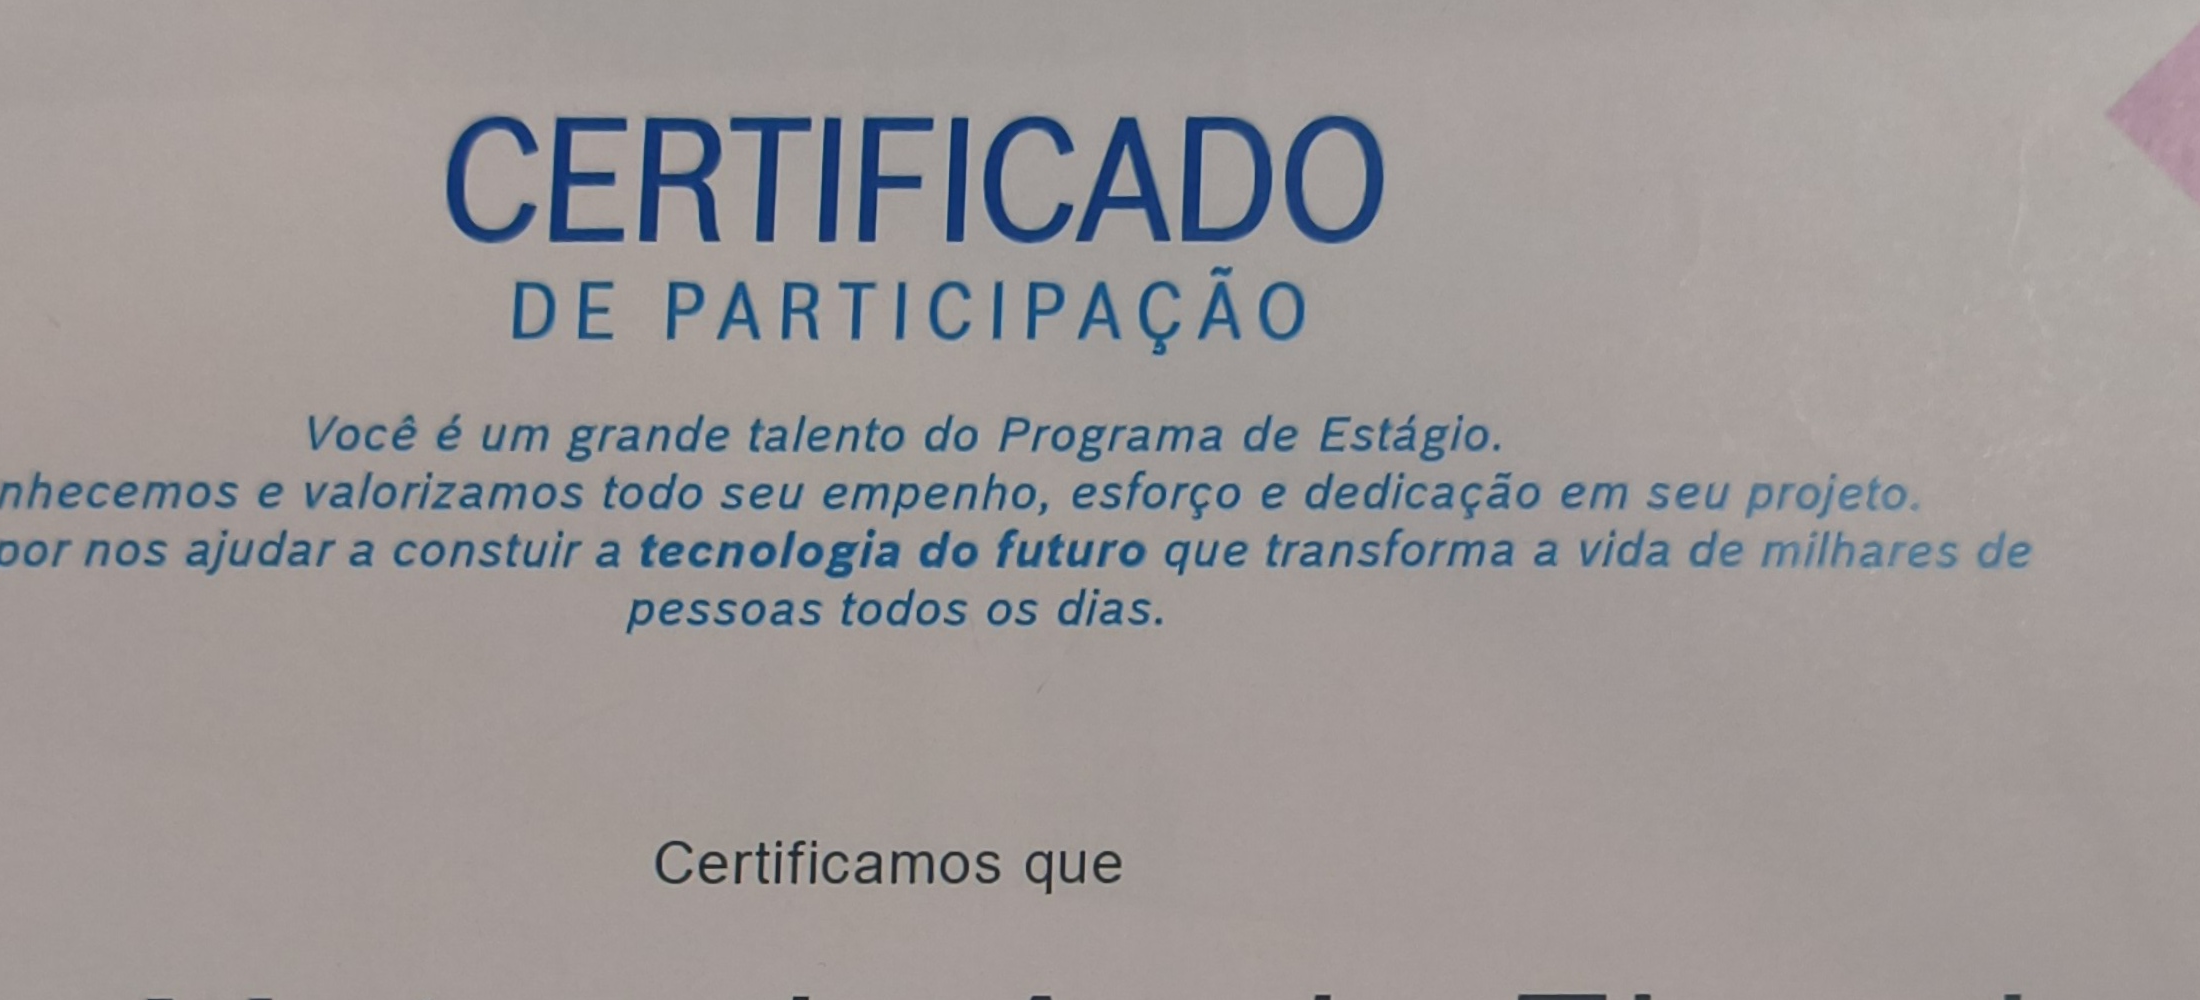 CERTIFICADO
DE PARTICIPAÇÃO
Você é um grande talento do Programa de Estágio.
nhecemos e valorizamos todo seu empenho, esforço e dedicação em seu projeto.
por nos ajudar a constuir a tecnologia do futuro que transforma a vida de milhares de
pessoas todos os dias.
Certificamos que